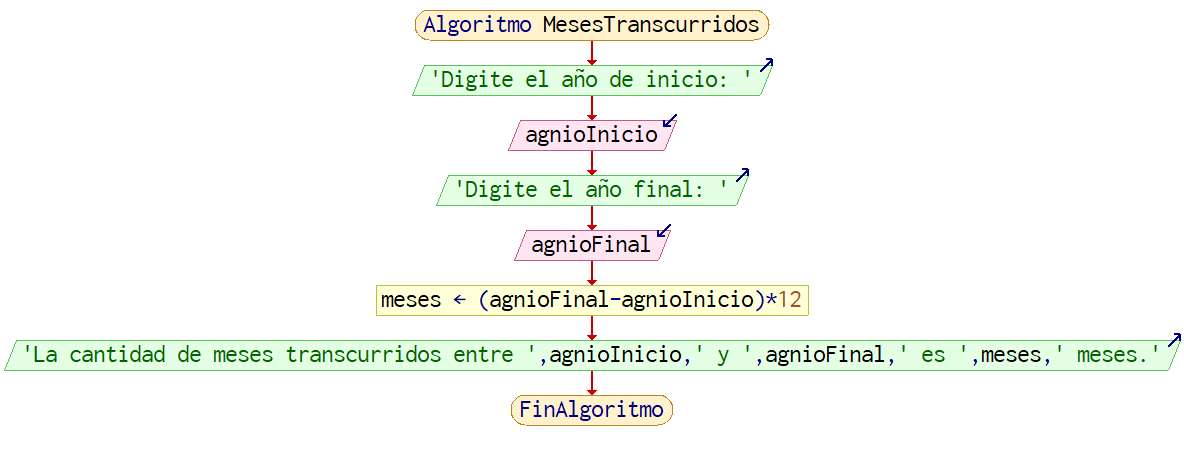 Algoritmo MesesTranscurridos
'Digite el año de inicio: '
agnioInicio
'Digite el año final: '
agnioFinal
meses ← (agnioFinal-agnioInicio)*12
'La cantidad de meses transcurridos entre ',agnioInicio,' y ',agnioFinal,' es ',meses,' meses.'
FinAlgoritmo